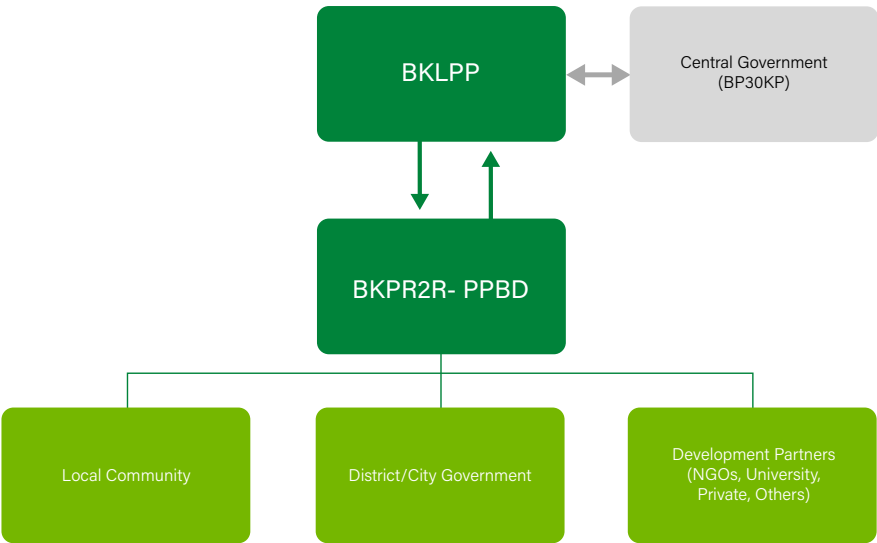 BKLPP
Central Government
(BP30KP)
BKPR2R- PPBD
Local Community
District/City Government
Development Partners
(NGOs, University,
Private, Others)